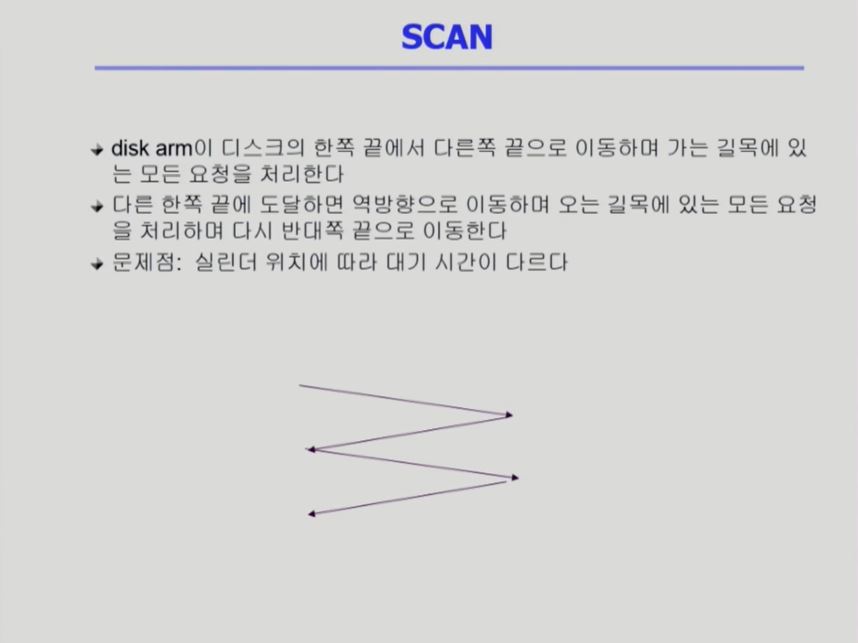 SCAN
disk arm이 디스크의 한쪽 끝에서 다른쪽 끝으로 이동하며 가는 길목에 있
는 모든 요청을 처리한다
다른 한쪽 끝에 도달하면 역방향으로 이동하며 오는 길목에 있는 모든 요청
을 처리하며 다시 반대쪽 끝으로 이동한다
문제점: 실린더 위치에 따라 대기 시간이 다르다